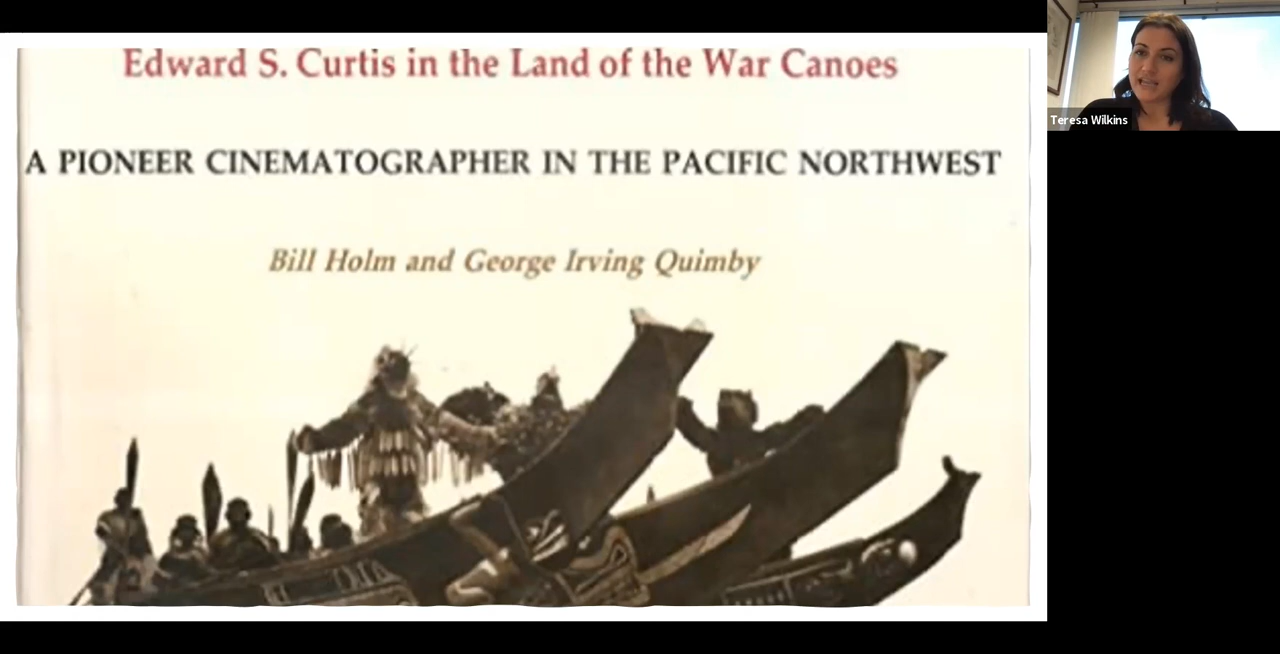 Edward S. Curtis in the Land of the War Canoes
A PIONEER CINEMATOGRAPHER IN THE PACIFIC NORTHWEST
Bill Holm and George Irving Quimby
Teresa Wilkins